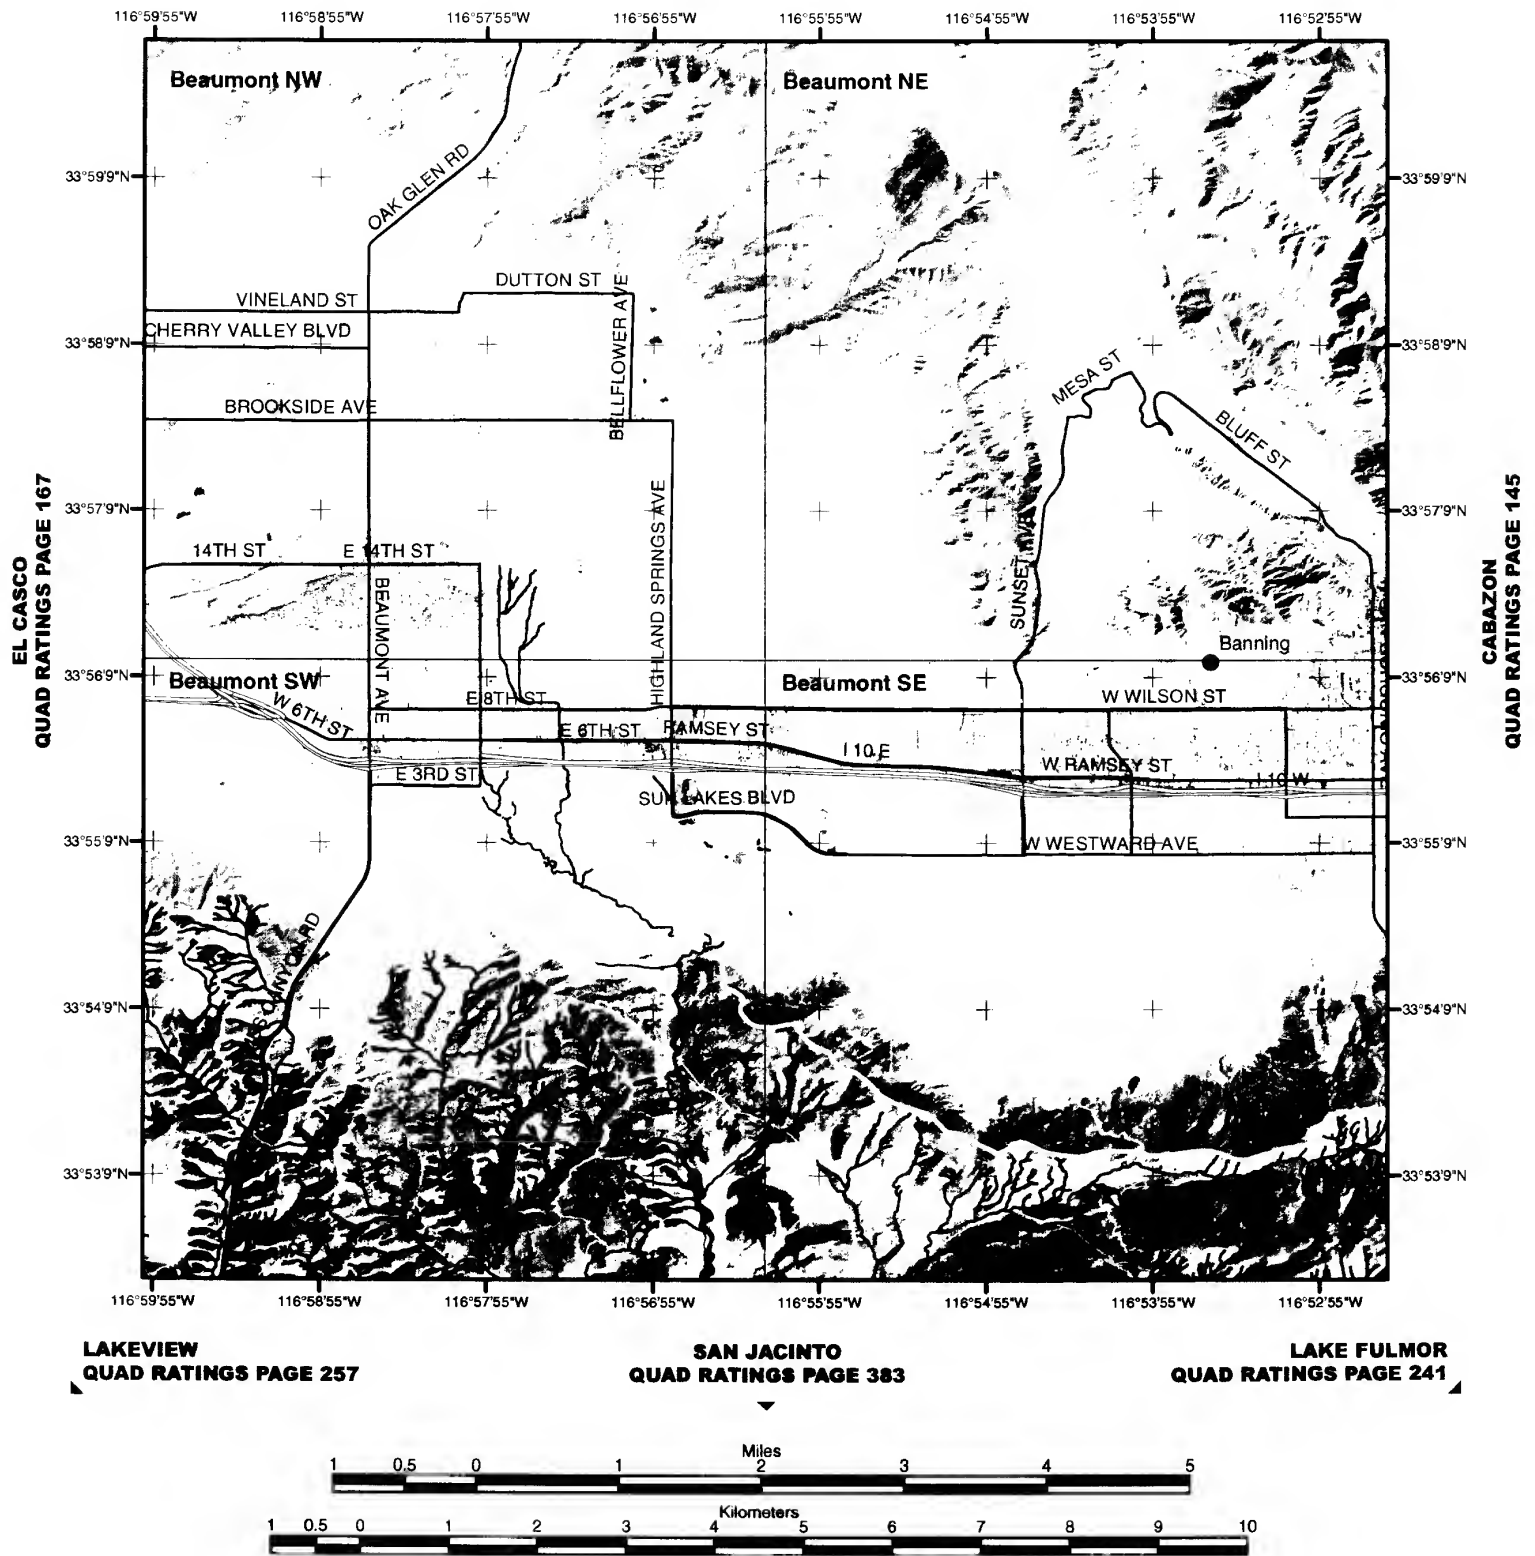 116°59'55"W 116°58'55"W 116°57'55"W 116°56'55"W 116°55'55"W 116°54'55"W 116°53'55"W 116°52'55"W
Beaumont NW
Beaumont NE
33°59'9"N
33°59'9"N
OAK GLEN RD
DUTTON ST
VINELAND ST
BELLFLOWER AVE
CHERRY VALLEY BLVD
33°58'9"N
33°58'9"N
MESA ST
BROOKSIDE AVE
BLUFF ST
EL CASCO
QUAD RATINGS PAGE 167
CABAZON
QUAD RATINGS PAGE 145
33°57'9"N
33°57'9"N
HIGHLAND SPRINGS AVE
SUNSET AVE
14TH ST
E 14TH ST
BEAUMONT AVE
Banning
33°56'9"N
33°56'9"N
Beaumont SW
Beaumont SE
E 8TH ST
W WILSON ST
W 6TH ST
E 6TH ST
RAMSEY ST
I 10 E
W RAMSEY ST
E 3RD ST
I 10 W
SUN LAKES BLVD
33°55'9"N
33°55'9"N
W WESTWARD AVE
33°54'9"N
33°54'9"N
33°53'9"N
33°53'9"N
116°59'55"W 116°58'55"W 116°57'55"W 116°56'55"W 116°55'55"W 116°54'55"W 116°53'55"W 116°52'55"W
LAKEVIEW
QUAD RATINGS PAGE 257
SAN JACINTO
QUAD RATINGS PAGE 383
LAKE FULMOR
QUAD RATINGS PAGE 241
Miles
1 0.5 0 1 2 3 4 5
Kilometers
1 0.5 0 1 2 3 4 5 6 7 8 9 10